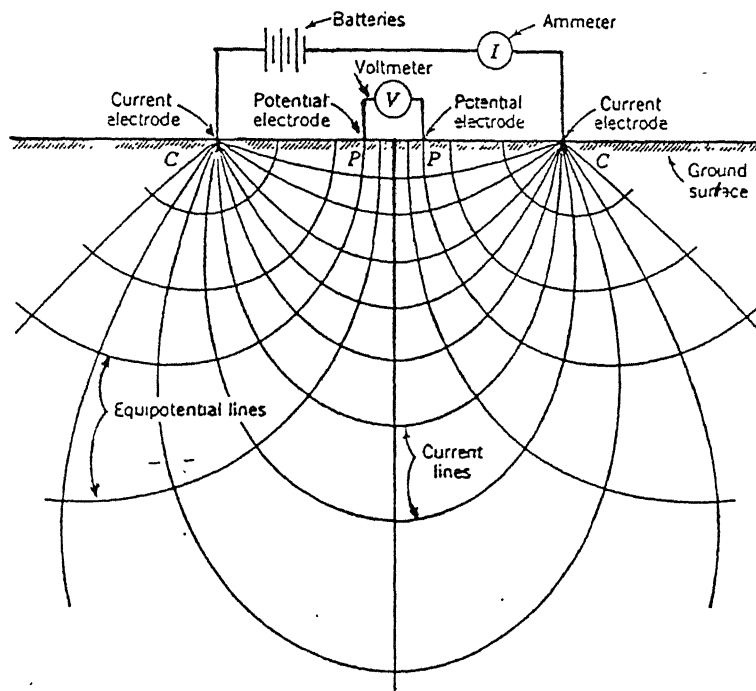 Batteries
Ammeter
I
Voltmeter
V
Current
electrode
Potential
electrode
Potential
electrode
Current
electrode
C
P
P
C
Ground
surface
Equipotential lines
Current
lines